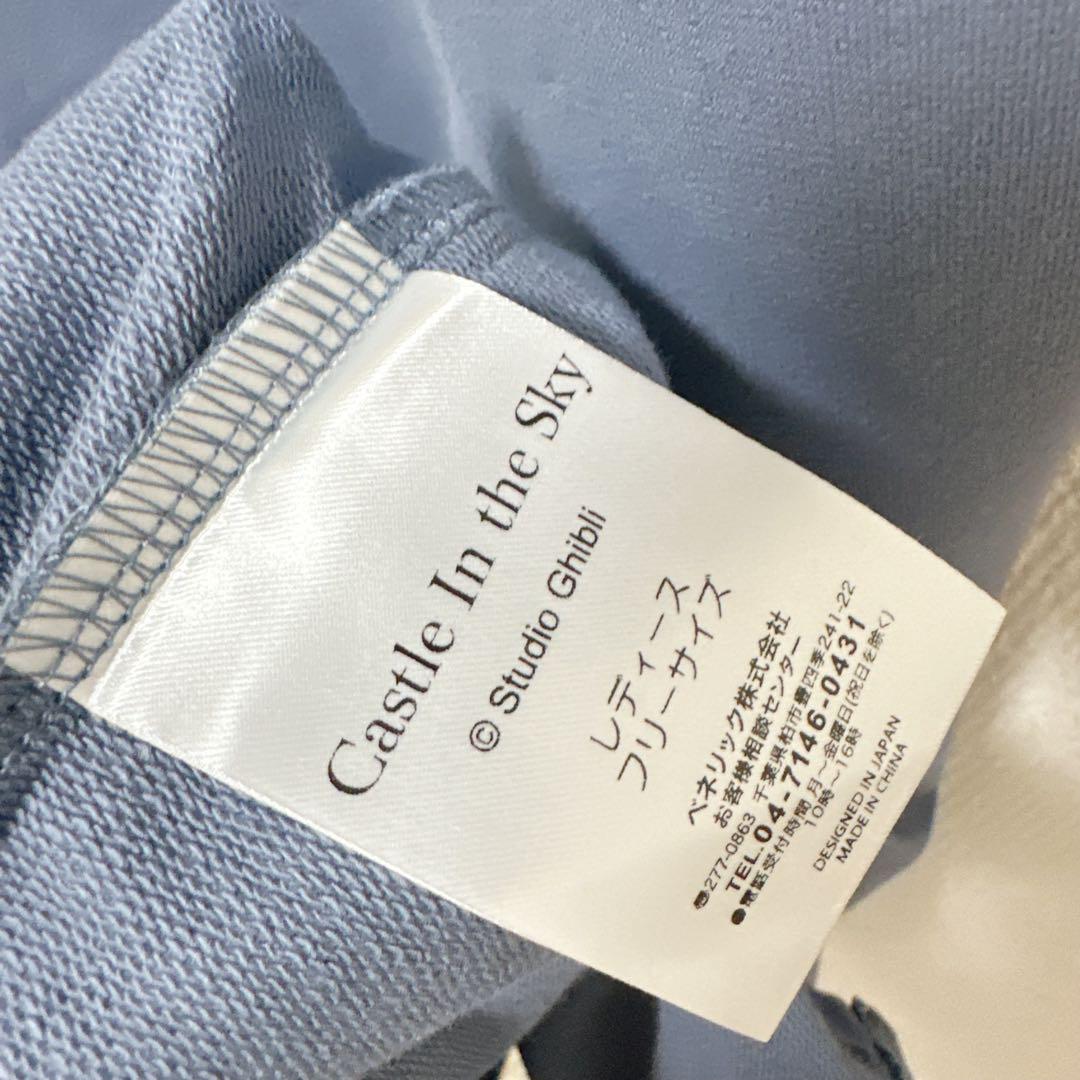 Castle In the Sky
© Studio Ghibli
レディース
フリーサイズ
ベネリック株式会社
お客様相談センター
☎277-0863 千葉県柏市豊四季241-22
TEL.04-7146-0431
●電話受付時間 月～金曜日(祝日を除く)
10時～16時
DESIGNED IN JAPAN
MADE IN CHINA